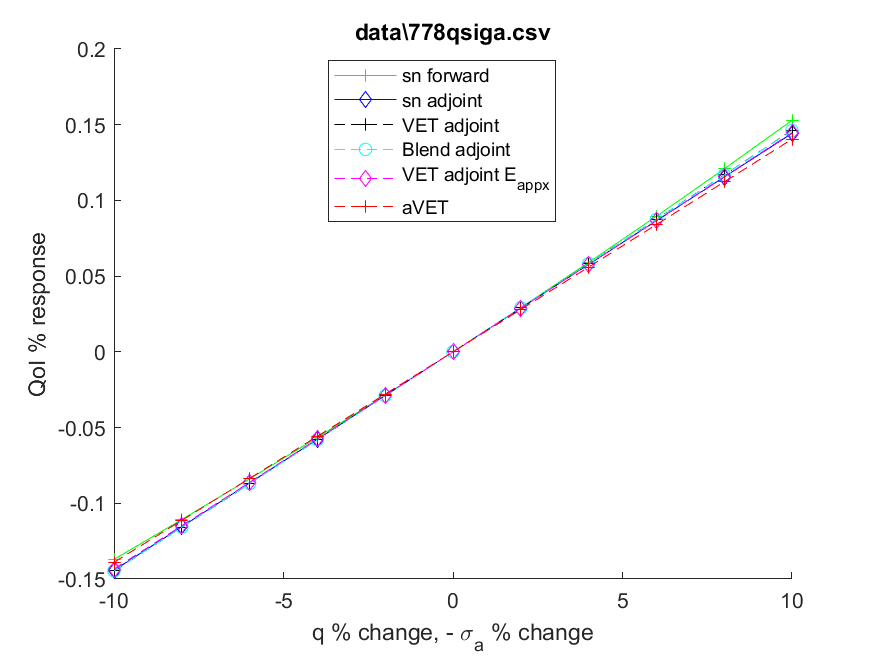 data\778qsiga.csv
sn forward
sn adjoint
VET adjoint
Blend adjoint
VET adjoint E_appx
aVET
0.2
0.15
0.1
0.05
0
-0.05
-0.1
-0.15
QoI % response
-10
-5
0
5
10
q % change, - σ_a % change